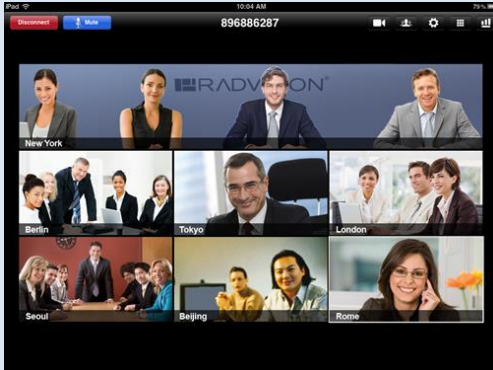 iPad 10:04 AM 79%
Disconnect Mute 896886287
RADVISION®
New York
Berlin Tokyo London
Seoul Beijing Rome